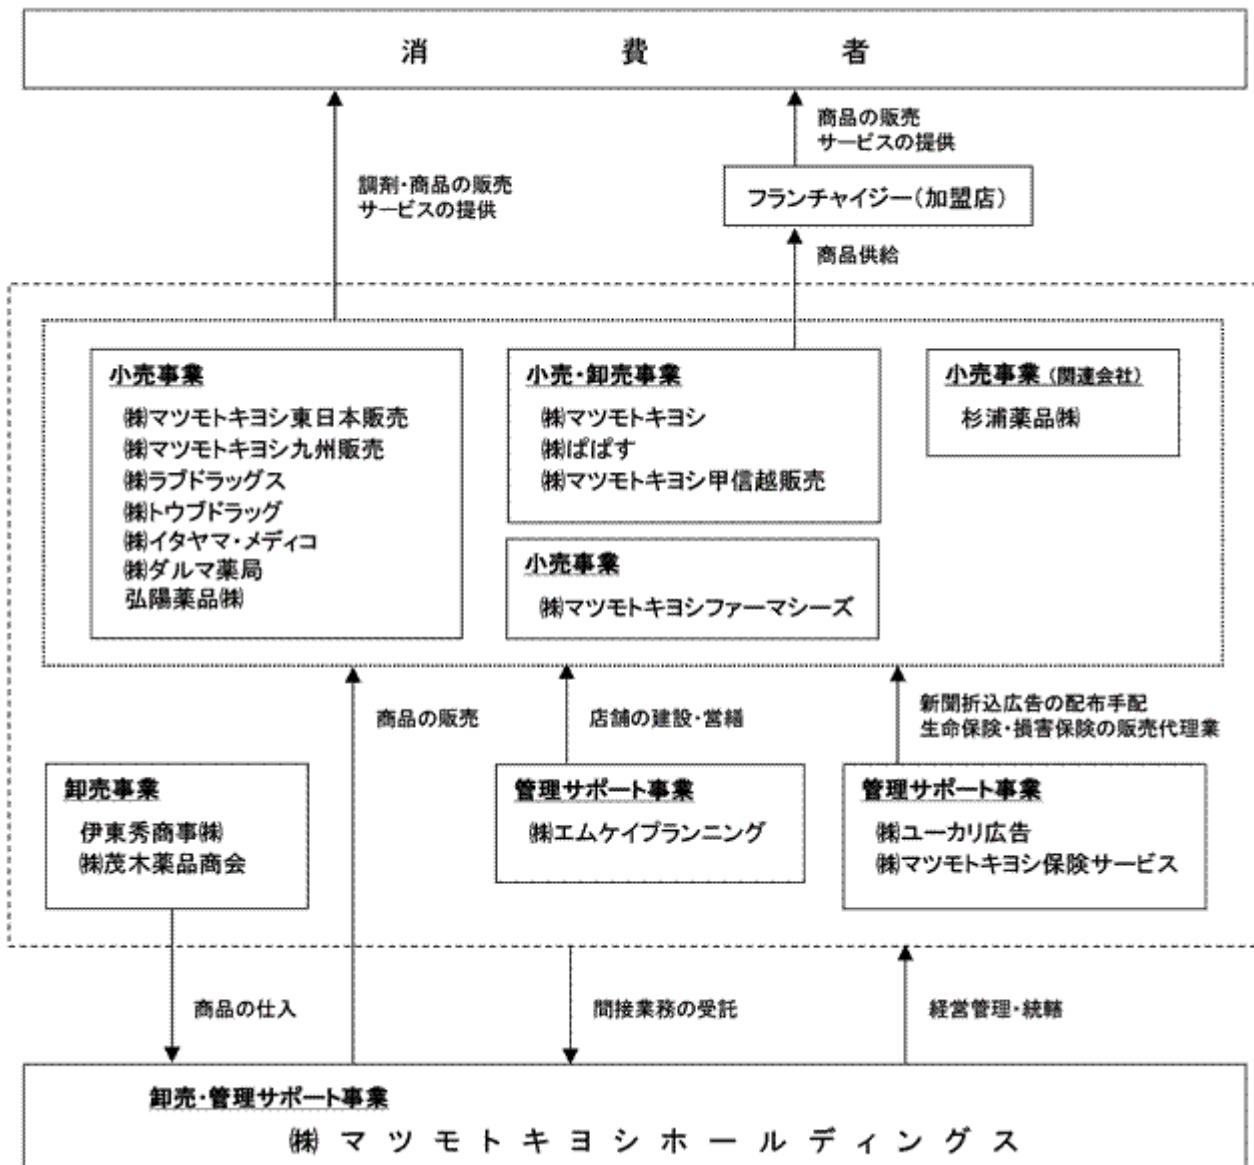 消費者
商品の販売
サービスの提供
調剤・商品の販売
サービスの提供
フランチャイジー(加盟店)
商品供給
小売事業
㈱マツモトキヨシ東日本販売
㈱マツモトキヨシ九州販売
㈱ラブドラッグス
㈱トウブドラッグ
㈱イタヤマ・メディコ
㈱ダルマ薬局
弘陽薬品㈱
小売・卸売事業
㈱マツモトキヨシ
㈱ぱぱす
㈱マツモトキヨシ甲信越販売
小売事業
㈱マツモトキヨシファーマシーズ
小売事業(関連会社)
杉浦薬品㈱
商品の販売
店舗の建設・営繕
新聞折込広告の配布手配
生命保険・損害保険の販売代理業
卸売事業
伊東秀商事㈱
㈱茂木薬品商会
管理サポート事業
㈱エムケイプランニング
管理サポート事業
㈱ユーカリ広告
㈱マツモトキヨシ保険サービス
商品の仕入
間接業務の受託
経営管理・統轄
卸売・管理サポート事業
㈱マツモトキヨシホールディングス